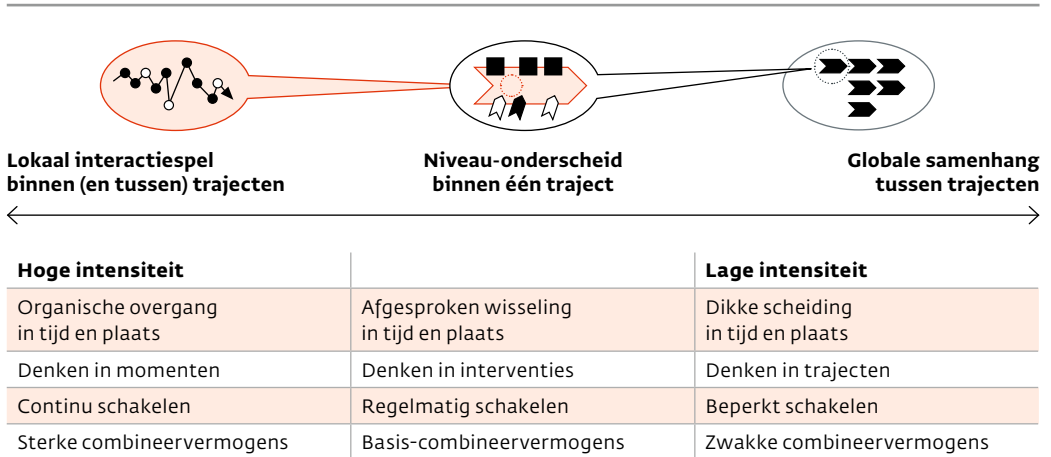 Lokaal interactiespel
binnen (en tussen) trajecten
Niveau-onderscheid
binnen één traject
Globale samenhang
tussen trajecten
Hoge intensiteit
Lage intensiteit
Organische overgang
in tijd en plaats
Afgesproken wisseling
in tijd en plaats
Dikke scheiding
in tijd en plaats
Denken in momenten
Denken in interventies
Denken in trajecten
Continu schakelen
Regelmatig schakelen
Beperkt schakelen
Sterke combineervermogens
Basis-combineervermogens
Zwakke combineervermogens